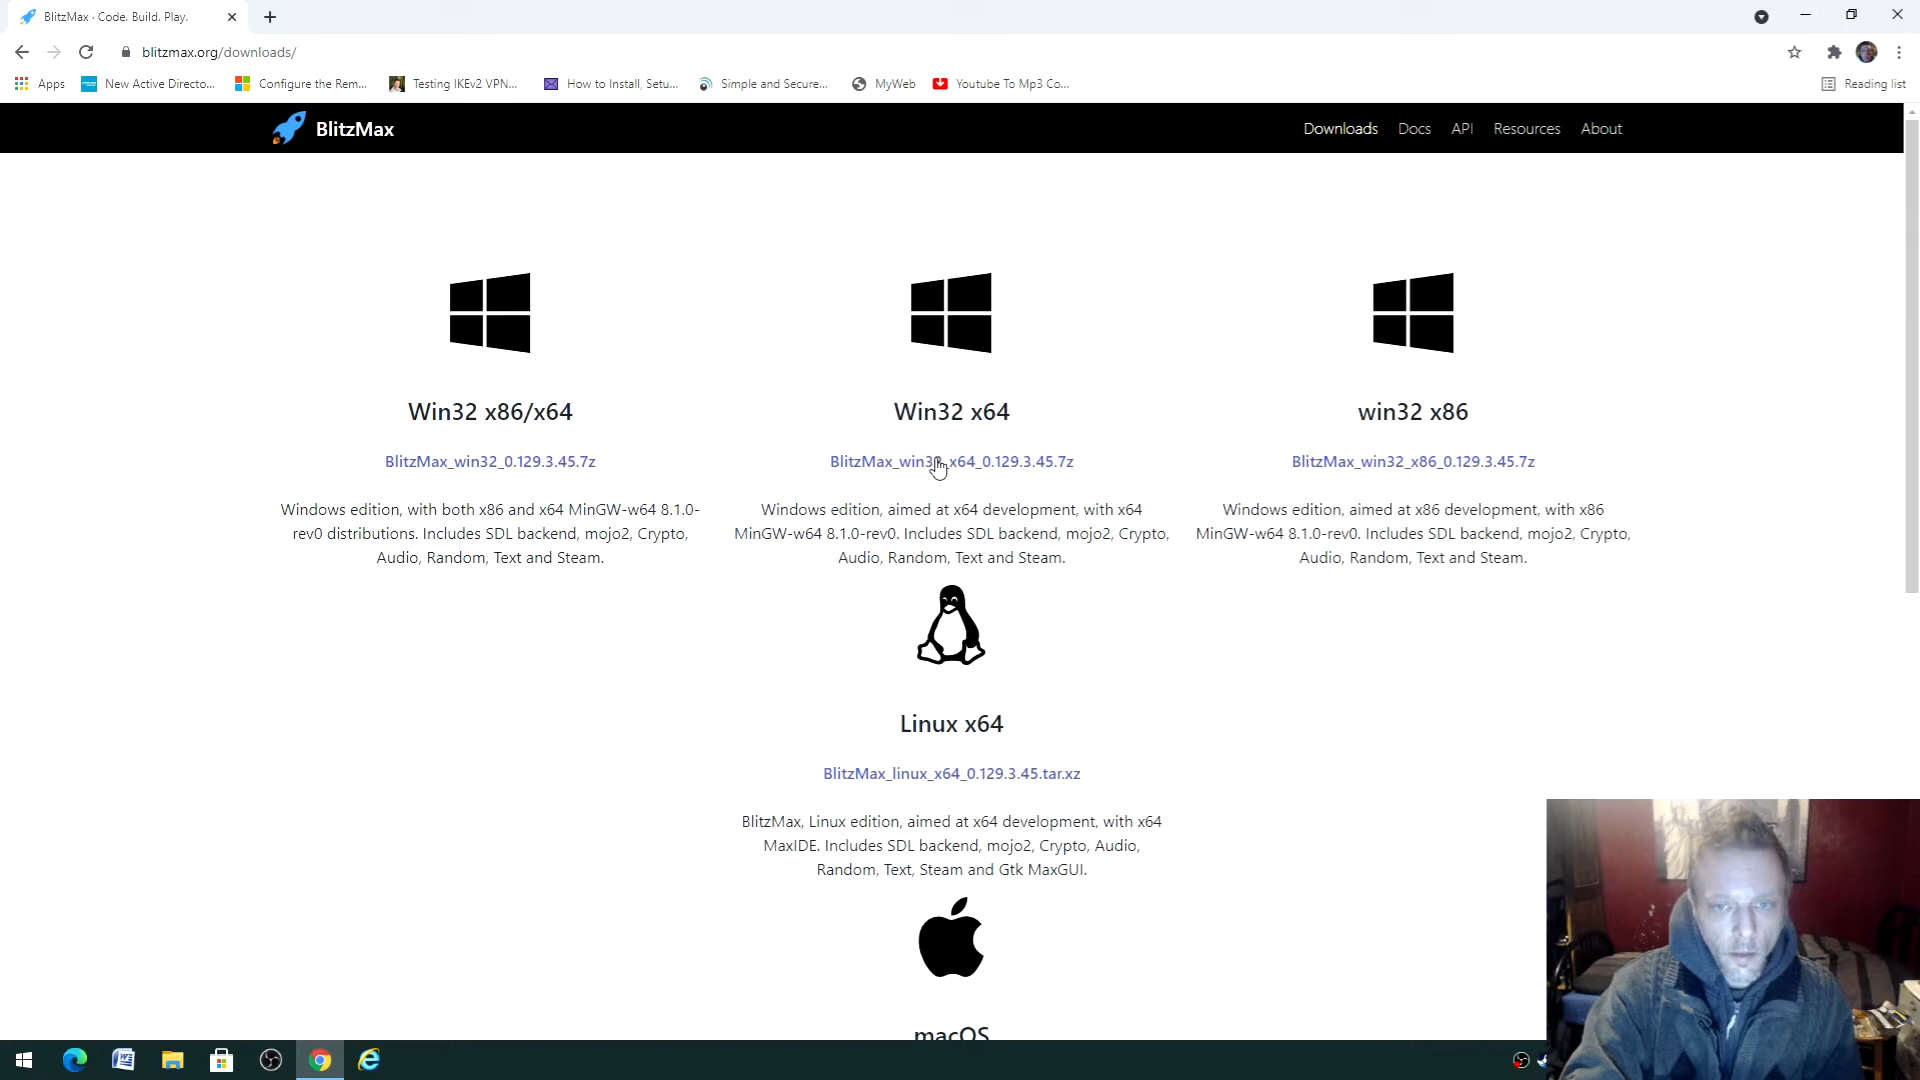 BlitzMax · Code. Build. Play.
blitzmax.org/downloads/
Apps New Active Directo... Configure the Rem... Testing IKEv2 VPN... How to Install, Setu... Simple and Secure... MyWeb Youtube To Mp3 Co... Reading list
BlitzMax Downloads Docs API Resources About
Win32 x86/x64
BlitzMax_win32_0.129.3.45.7z
Windows edition, with both x86 and x64 MinGW-w64 8.1.0-
rev0 distributions. Includes SDL backend, mojo2, Crypto,
Audio, Random, Text and Steam.
Win32 x64
BlitzMax_win32_x64_0.129.3.45.7z
Windows edition, aimed at x64 development, with x64
MinGW-w64 8.1.0-rev0. Includes SDL backend, mojo2, Crypto,
Audio, Random, Text and Steam.
win32 x86
BlitzMax_win32_x86_0.129.3.45.7z
Windows edition, aimed at x86 development, with x86
MinGW-w64 8.1.0-rev0. Includes SDL backend, mojo2, Crypto,
Audio, Random, Text and Steam.
Linux x64
BlitzMax_linux_x64_0.129.3.45.tar.xz
BlitzMax, Linux edition, aimed at x64 development, with x64
MaxIDE. Includes SDL backend, mojo2, Crypto, Audio,
Random, Text, Steam and Gtk MaxGUI.
macOS